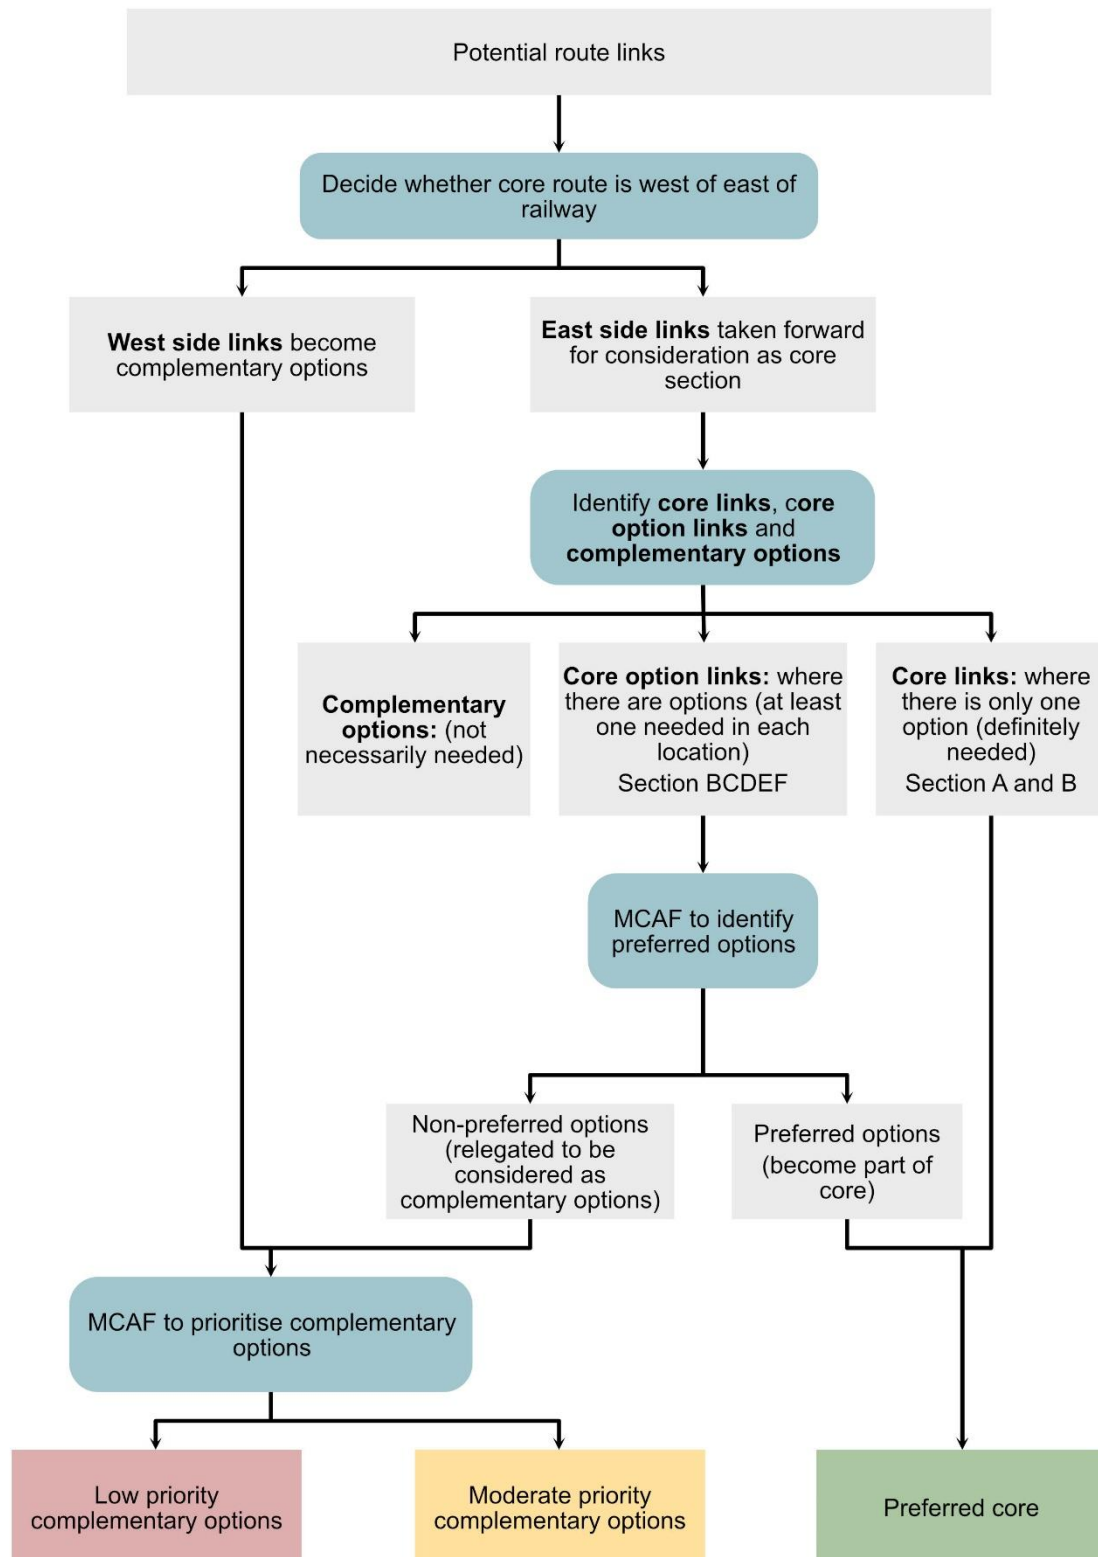 Potential route links
Decide whether core route is west of east of
railway
West side links become
complementary options
East side links taken forward
for consideration as core
section
Identify core links, core
option links and
complementary options
Complementary
options: (not
necessarily needed)
Core option links: where
there are options (at least
one needed in each
location)
Section BCDEF
Core links: where
there is only one
option (definitely
needed)
Section A and B
MCAF to identify
preferred options
Non-preferred options
(relegated to be
considered as
complementary options)
Preferred options
(become part of
core)
MCAF to prioritise complementary
options
Low priority
complementary options
Moderate priority
complementary options
Preferred core